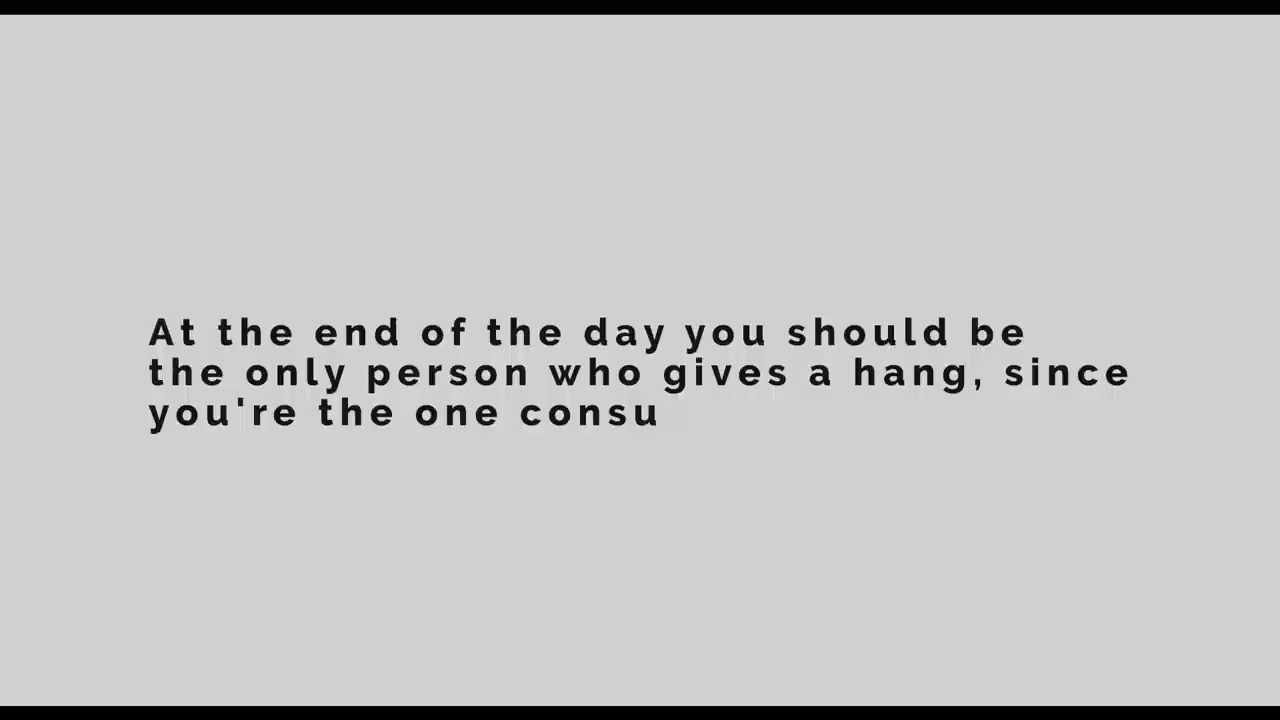 At the end of the day you should be
the only person who gives a hang, since
you're the one consu